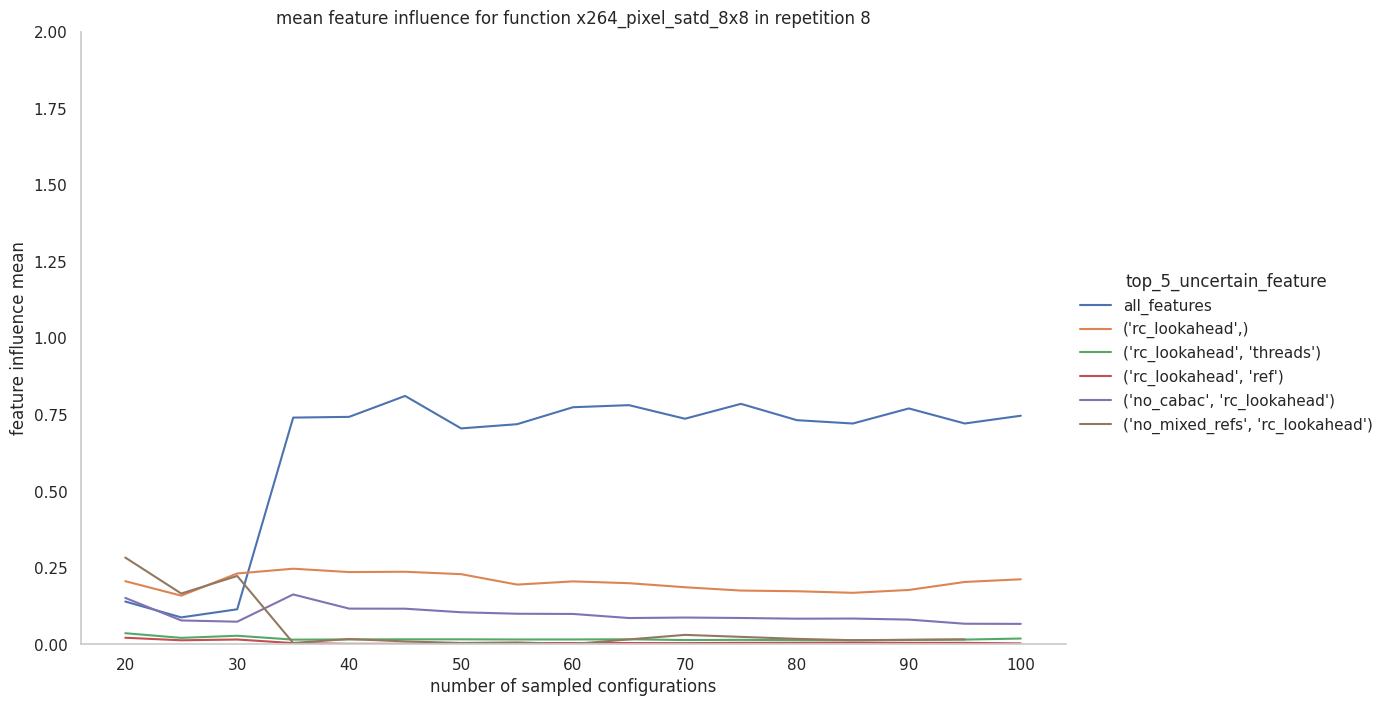 mean feature influence for function x264_pixel_satd_8x8 in repetition 8
2.00
1.75
1.50
1.25
1.00
0.75
0.50
0.25
0.00
feature influence mean
20 30 40 50 60 70 80 90 100
number of sampled configurations
top_5_uncertain_feature
all_features
('rc_lookahead',)
('rc_lookahead', 'threads')
('rc_lookahead', 'ref')
('no_cabac', 'rc_lookahead')
('no_mixed_refs', 'rc_lookahead')